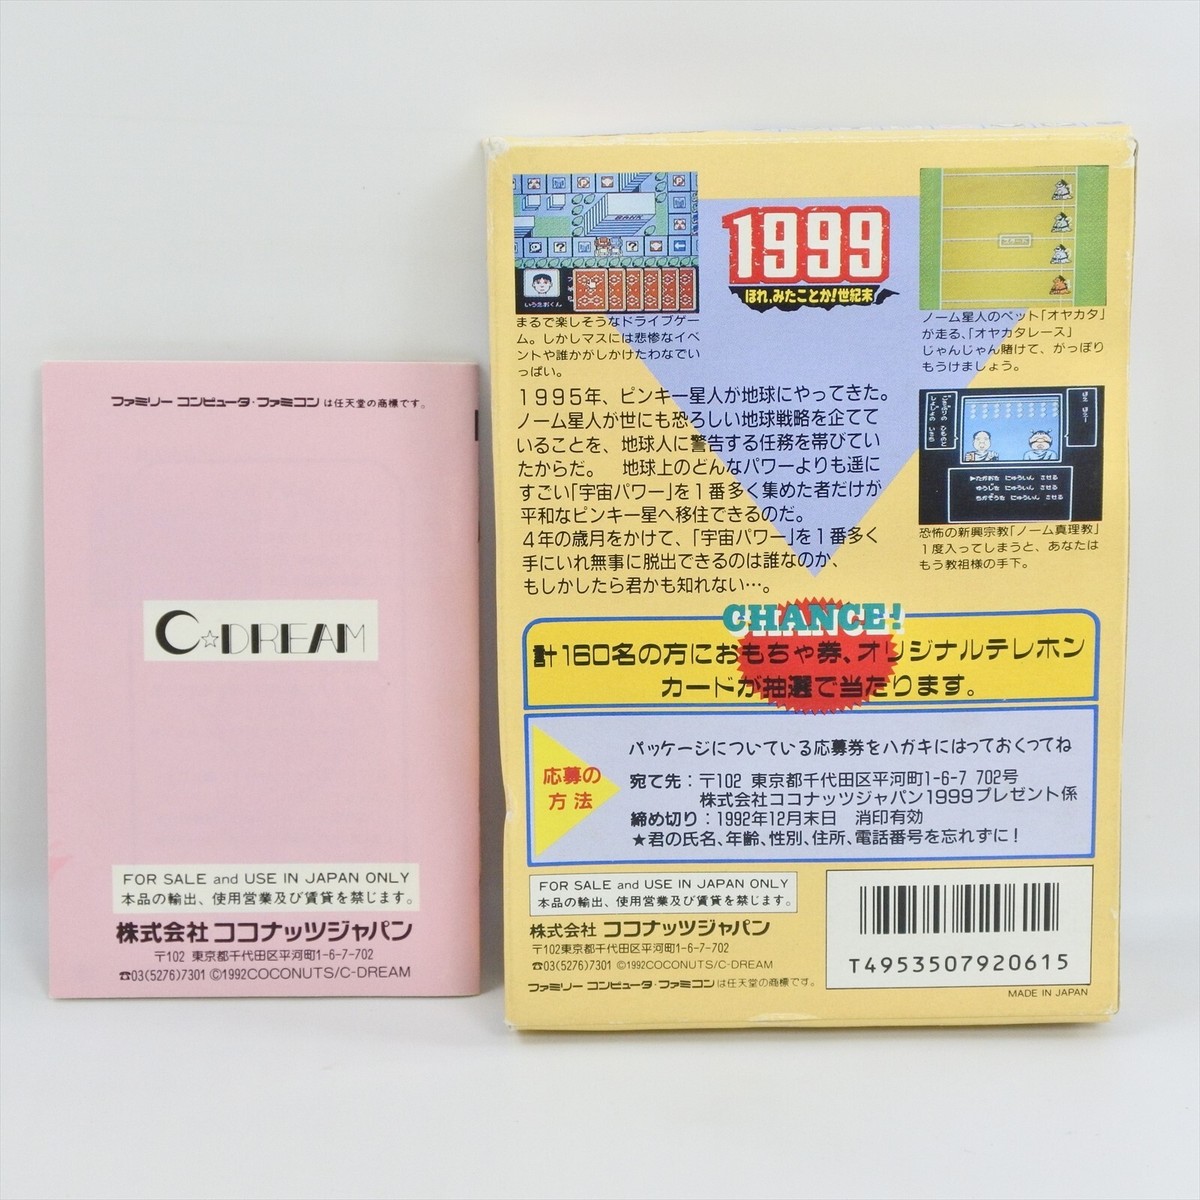 ファミリー コンピュータ・ファミコンは任天堂の商標です。
C☆DREAM
FOR SALE and USE IN JAPAN ONLY
本品の輸出、使用営業及び賃貸を禁じます。
株式会社ココナッツジャパン
〒102 東京都千代田区平河町1-6-7-702
☎03(5276)7301 ©1992COCONUTS/C-DREAM
BANK
まるで楽しそうなドライブゲー
ム。しかしマスには悲惨なイベ
ントや誰かがしかけたわなでい
っぱい。
1999
ほれ、みたことか!世紀末
ノーム星人のペット「オヤカタ」
が走る、「オヤカタレース」
じゃんじゃん賭けて、がっぽり
もうけましょう。
1995年、ピンキー星人が地球にやってきた。
ノーム星人が世にも恐ろしい地球戦略を企てて
いることを、地球人に警告する任務を帯びてい
たからだ。 地球上のどんなパワーよりも遥に
すごい「宇宙パワー」を1番多く集めた者だけが
平和なピンキー星へ移住できるのだ。
4年の歳月をかけて、「宇宙パワー」を1番多く
手にいれ無事に脱出できるのは誰なのか、
もしかしたら君かも知れない…。
▶たかおを にゅういん させる
ゆうじを にゅういん させる
恐怖の新興宗教「ノーム真理教」
1度入ってしまうと、あなたは
もう教祖様の手下。
CHANCE!
計160名の方におもちゃ券、オリジナルテレホン
カードが抽選で当たります。
応募の
方法
パッケージについている応募券をハガキにはっておくってね
宛て先:〒102 東京都千代田区平河町1-6-7 702号
株式会社ココナッツジャパン1999プレゼント係
締め切り:1992年12月末日 消印有効
★君の氏名、年齢、性別、住所、電話番号を忘れずに!
FOR SALE and USE IN JAPAN ONLY
本品の輸出、使用営業及び賃貸を禁じます。
株式会社ココナッツジャパン
〒102東京都千代田区平河町1-6-7-702
☎03(5276)7301 ©1992COCONUTS/C-DREAM
ファミリー コンピュータ・ファミコンは任天堂の商標です。
T4953507920615
MADE IN JAPAN